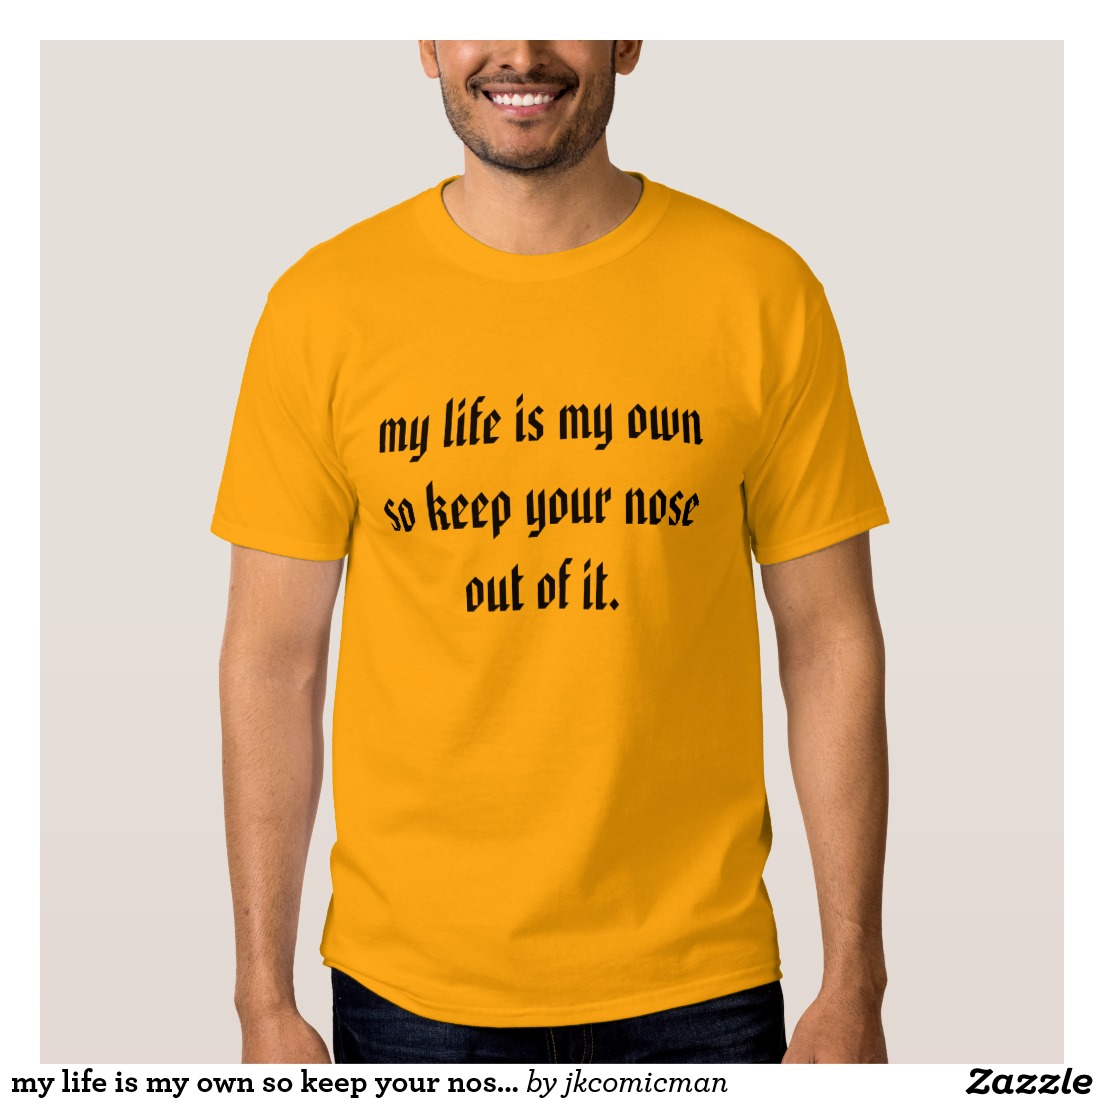 my life is my own
so keep your nose
out of it.
my life is my own so keep your nos... by jkcomicman
Zazzle